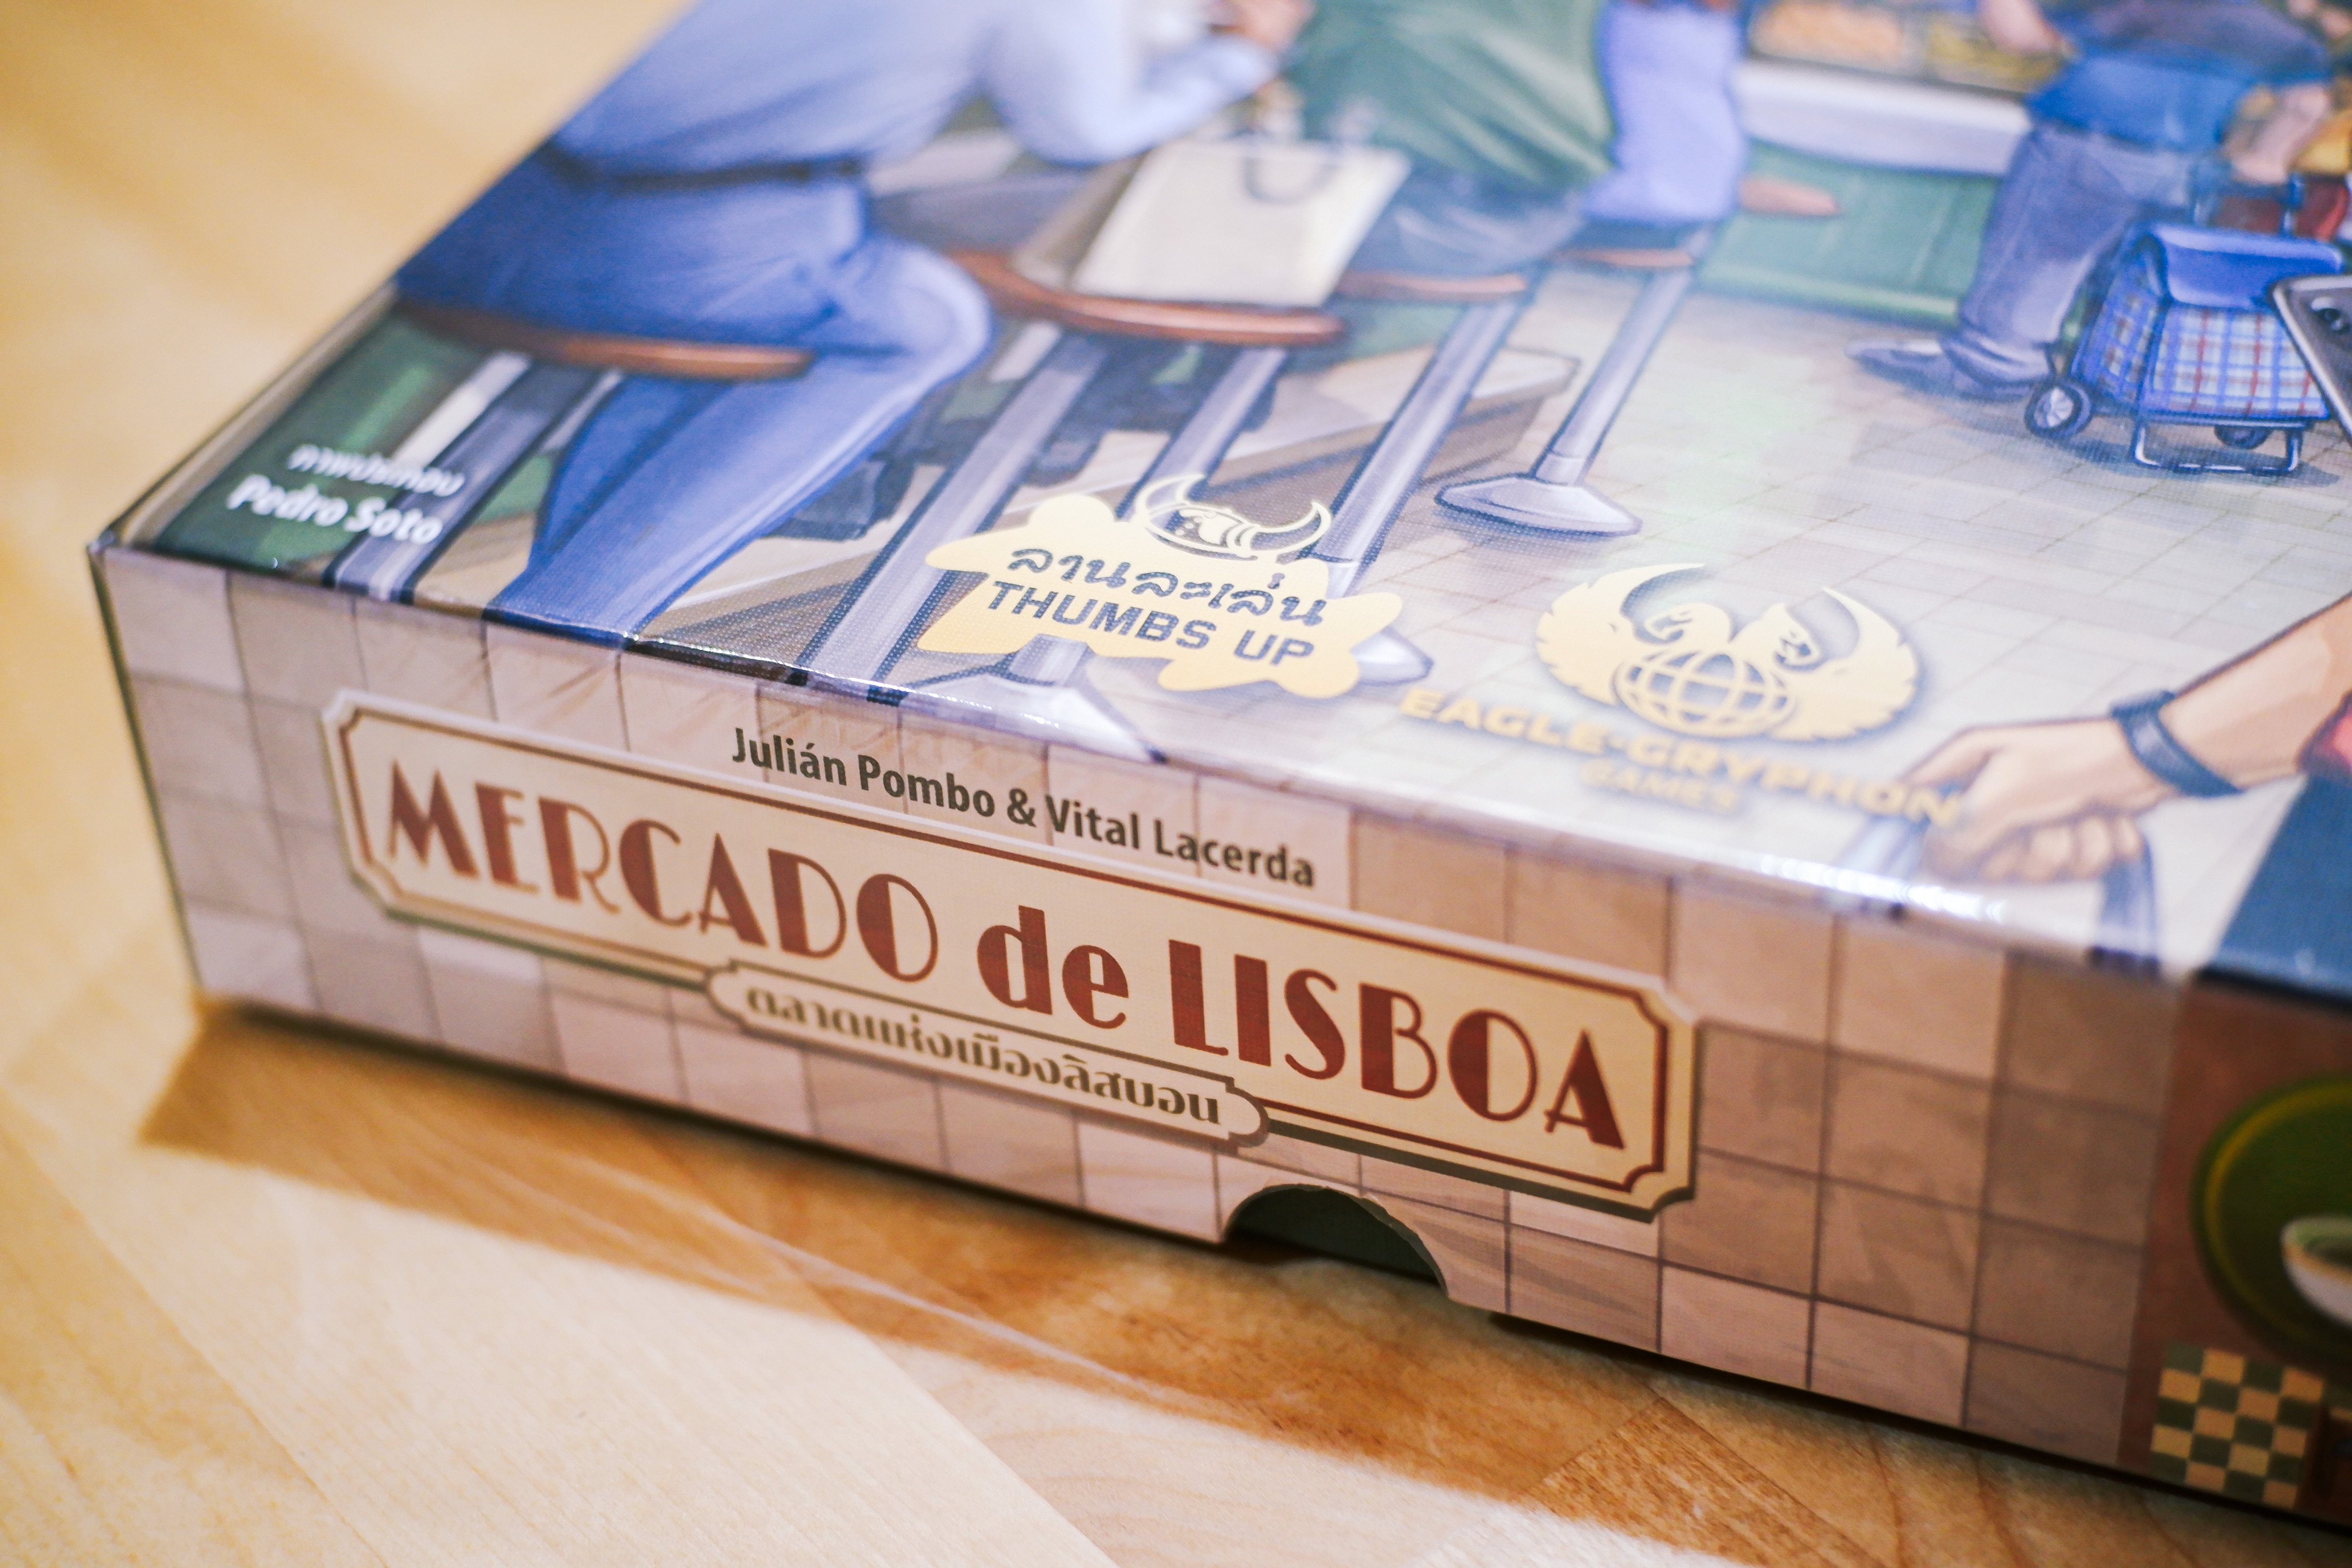 ภาพประกอบ
Pedro Soto
ลานละเล่น
THUMBS UP
EAGLE-GRYPHON
GAMES
Julián Pombo & Vital Lacerda
MERCADO de LISBOA
ตลาดแห่งเมืองลิสบอน